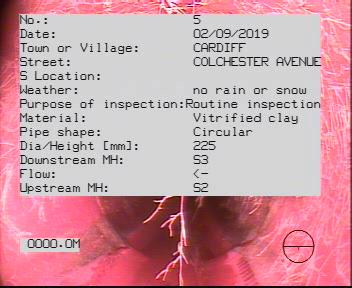 No.: 5
Date: 02/09/2019
Town or Village: CARDIFF
Street: COLCHESTER AVENUE
S Location:
Weather: no rain or snow
Purpose of inspection:Routine inspection
Material: Vitrified clay
Pipe shape: Circular
Dia/Height [mm]: 225
Downstream MH: S3
Flow: <-
Upstream MH: S2
0000.0M